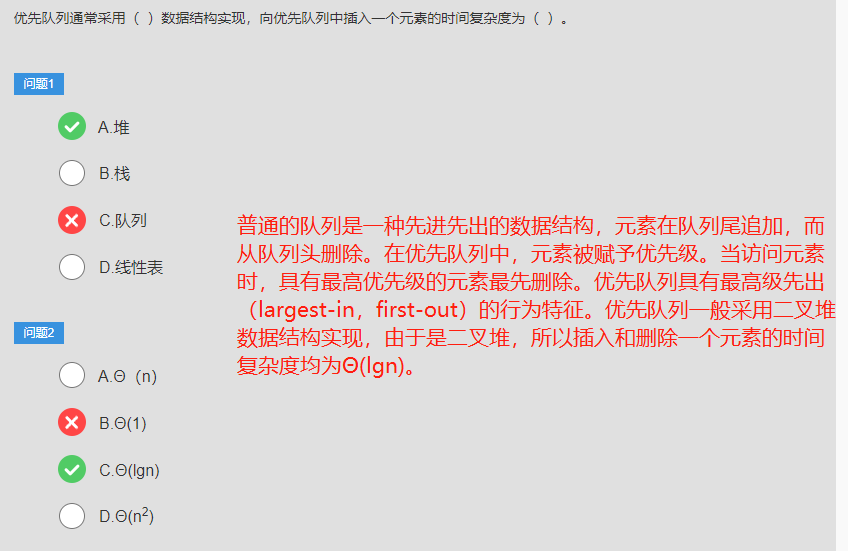 优先队列通常采用（ ）数据结构实现，向优先队列中插入一个元素的时间复杂度为（ ）。
问题1
A.堆
B.栈
C.队列
D.线性表
普通的队列是一种先进先出的数据结构，元素在队列尾追加，而
从队列头删除。在优先队列中，元素被赋予优先级。当访问元素
时，具有最高优先级的元素最先删除。优先队列具有最高级先出
（largest-in，first-out）的行为特征。优先队列一般采用二叉堆
数据结构实现，由于是二叉堆，所以插入和删除一个元素的时间
复杂度均为Θ(lgn)。
问题2
A.Θ（n）
B.Θ(1)
C.Θ(lgn)
D.Θ(n²)